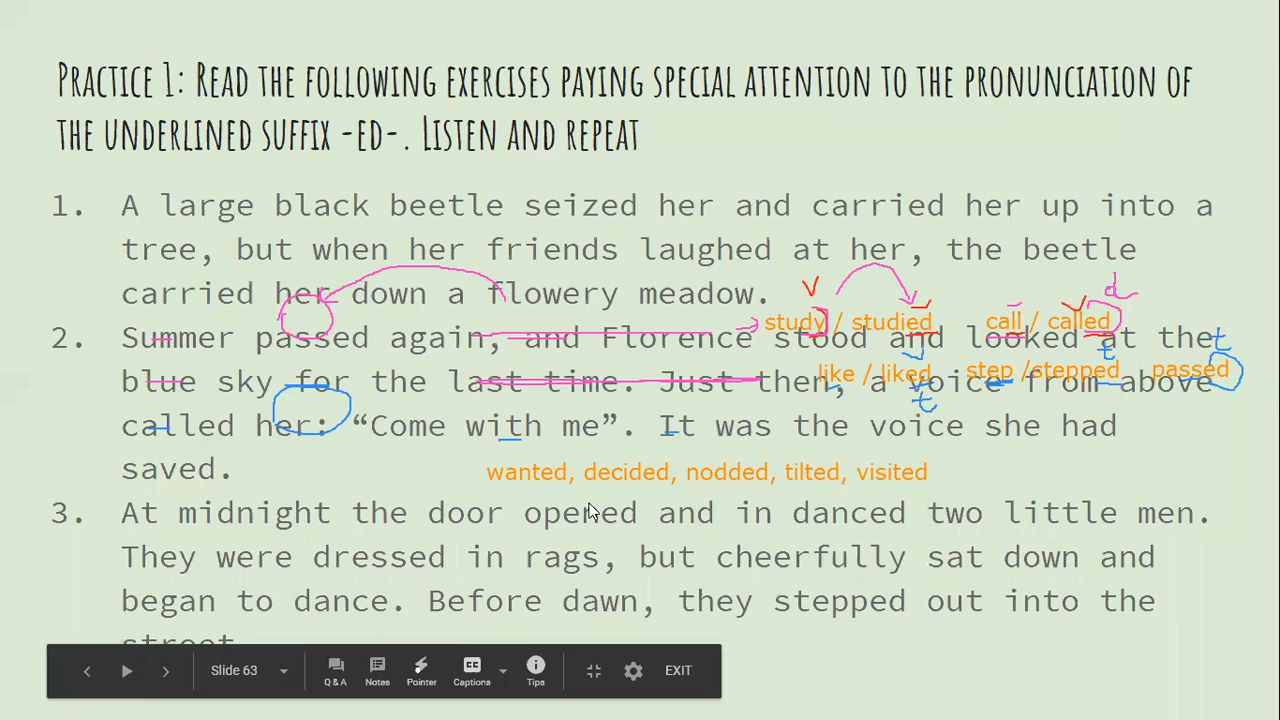 PRACTICE 1: READ THE FOLLOWING EXERCISES PAYING SPECIAL ATTENTION TO THE PRONUNCIATION OF
THE UNDERLINED SUFFIX -ED-. LISTEN AND REPEAT
1. A large black beetle seized her and carried her up into a
tree, but when her friends laughed at her, the beetle
carried her down a flowery meadow.
v
d
study / studied
call / called
2. Summer passed again, and Florence stood and looked at the
t
t
like / liked
step /stepped
passed
blue sky for the last time. Just then, a voice from above
t
called her: “Come with me”. It was the voice she had
saved.
wanted, decided, nodded, tilted, visited
3. At midnight the door opened and in danced two little men.
They were dressed in rags, but cheerfully sat down and
began to dance. Before dawn, they stepped out into the
street
Slide 63
Q & A
Notes
Pointer
CC
Captions
Tips
EXIT